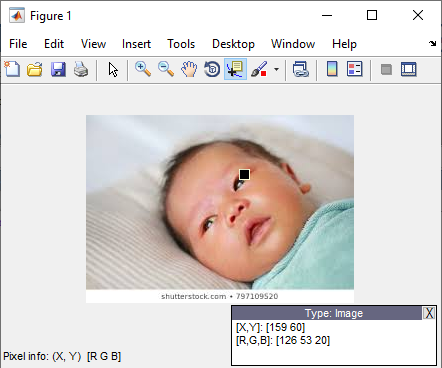 Figure 1
File Edit View Insert Tools Desktop Window Help
shutterstock.com • 797109520
Type: Image X
[X,Y]: [159 60]
[R,G,B]: [126 53 20]
Pixel info: (X, Y) [R G B]